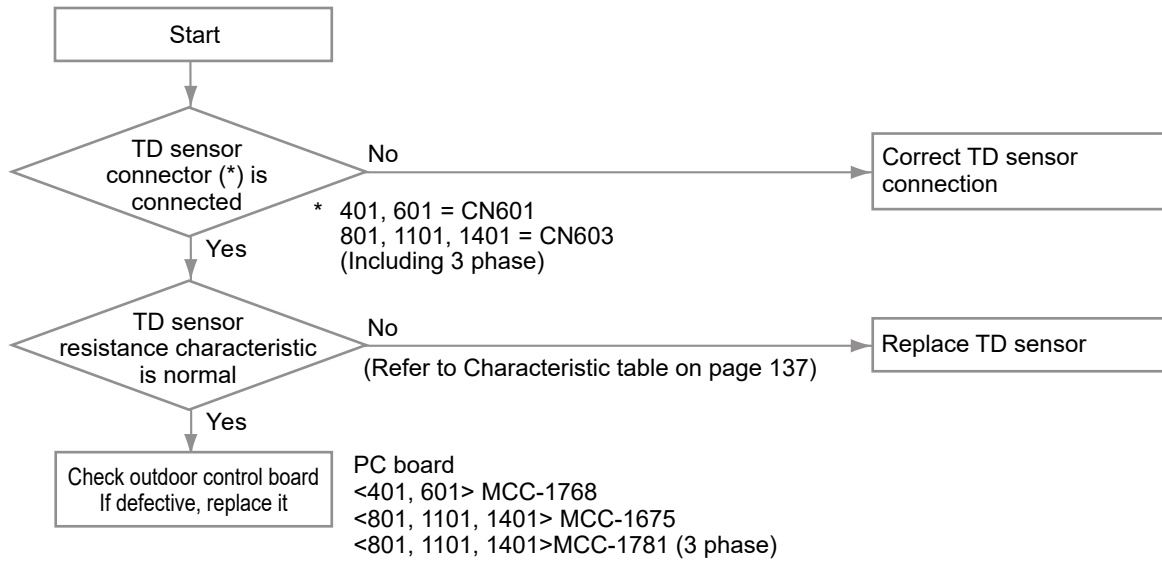 Start
TD sensor
connector (*) is
connected
No
Correct TD sensor
connection
* 401, 601 = CN601
801, 1101, 1401 = CN603
(Including 3 phase)
Yes
TD sensor
resistance characteristic
is normal
No
(Refer to Characteristic table on page 137)
Replace TD sensor
Yes
Check outdoor control board
If defective, replace it
PC board
<401, 601> MCC-1768
<801, 1101, 1401> MCC-1675
<801, 1101, 1401>MCC-1781 (3 phase)